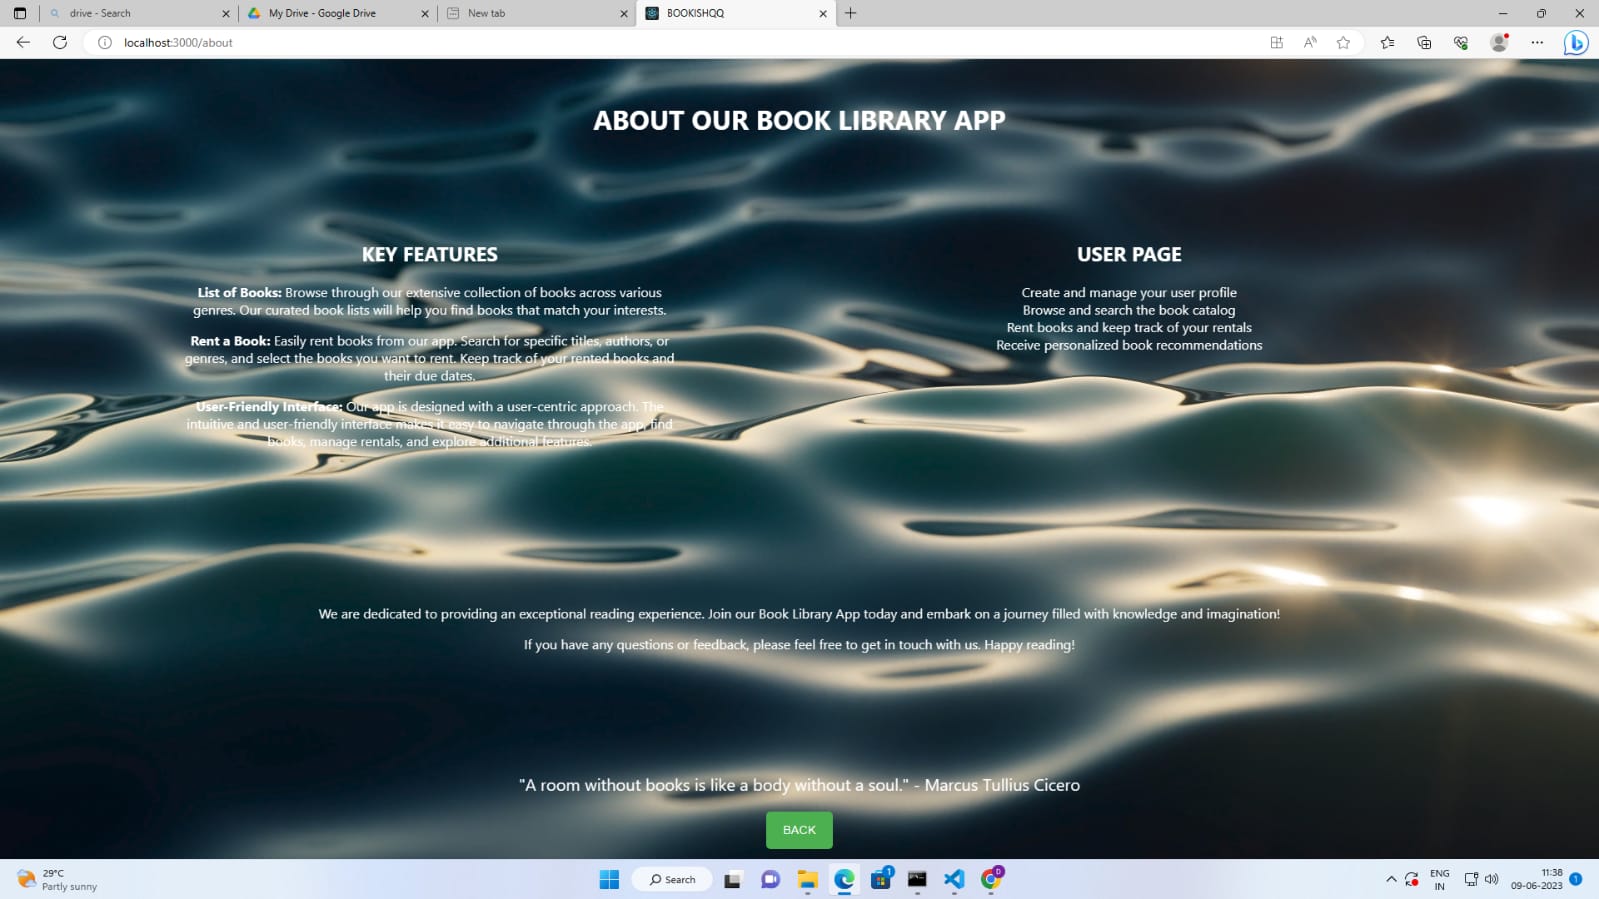 drive - Search
My Drive - Google Drive
New tab
BOOKISHQQ
localhost:3000/about
ABOUT OUR BOOK LIBRARY APP
KEY FEATURES
List of Books: Browse through our extensive collection of books across various
genres. Our curated book lists will help you find books that match your interests.
Rent a Book: Easily rent books from our app. Search for specific titles, authors, or
genres, and select the books you want to rent. Keep track of your rented books and
their due dates.
User-Friendly Interface: Our app is designed with a user-centric approach. The
intuitive and user-friendly interface makes it easy to navigate through the app, find
books, manage rentals, and explore additional features.
USER PAGE
Create and manage your user profile
Browse and search the book catalog
Rent books and keep track of your rentals
Receive personalized book recommendations
We are dedicated to providing an exceptional reading experience. Join our Book Library App today and embark on a journey filled with knowledge and imagination!
If you have any questions or feedback, please feel free to get in touch with us. Happy reading!
"A room without books is like a body without a soul." - Marcus Tullius Cicero
BACK
29°C
Partly sunny
Search
1
D
ENG
IN
11:38
09-06-2023
1